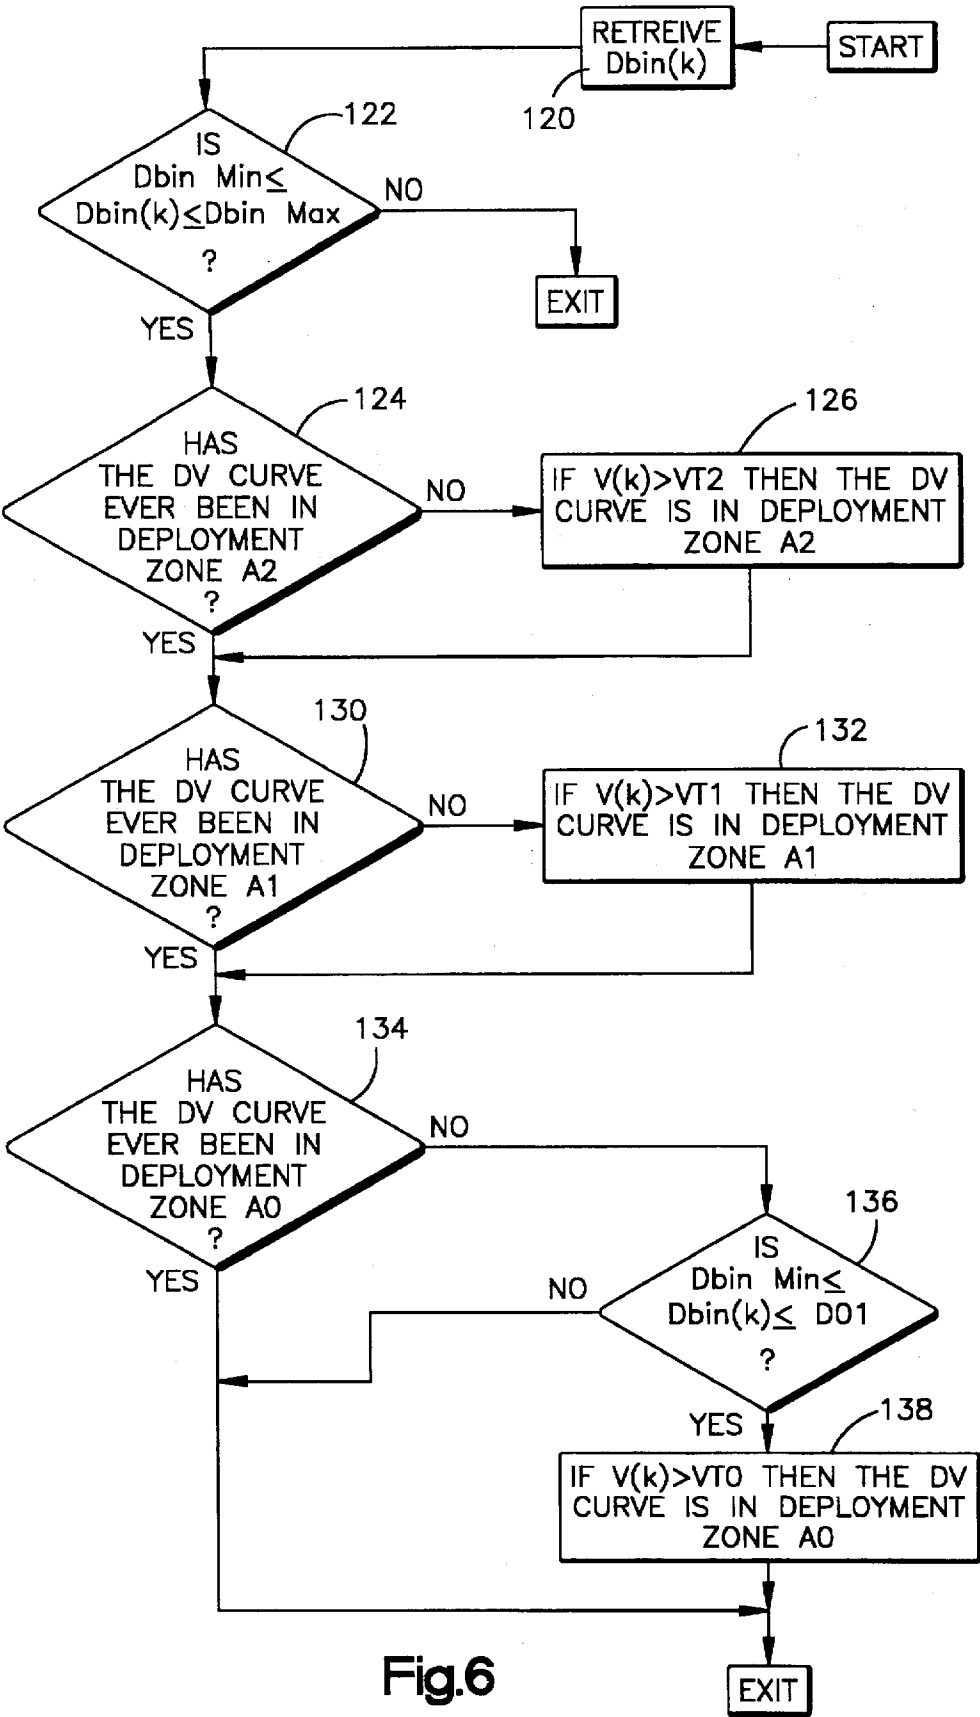 RETREIVE
Dbin(k)
START
120
122
IS
Dbin Min≤
Dbin(k)≤Dbin Max
?
NO
EXIT
YES
124
HAS
THE DV CURVE
EVER BEEN IN
DEPLOYMENT
ZONE A2
?
NO
126
IF V(k)>VT2 THEN THE DV
CURVE IS IN DEPLOYMENT
ZONE A2
YES
130
HAS
THE DV CURVE
EVER BEEN IN
DEPLOYMENT
ZONE A1
?
NO
132
IF V(k)>VT1 THEN THE DV
CURVE IS IN DEPLOYMENT
ZONE A1
YES
134
HAS
THE DV CURVE
EVER BEEN IN
DEPLOYMENT
ZONE A0
?
NO
YES
136
IS
Dbin Min≤
Dbin(k)≤ D01
?
NO
YES
138
IF V(k)>VT0 THEN THE DV
CURVE IS IN DEPLOYMENT
ZONE A0
EXIT
Fig.6